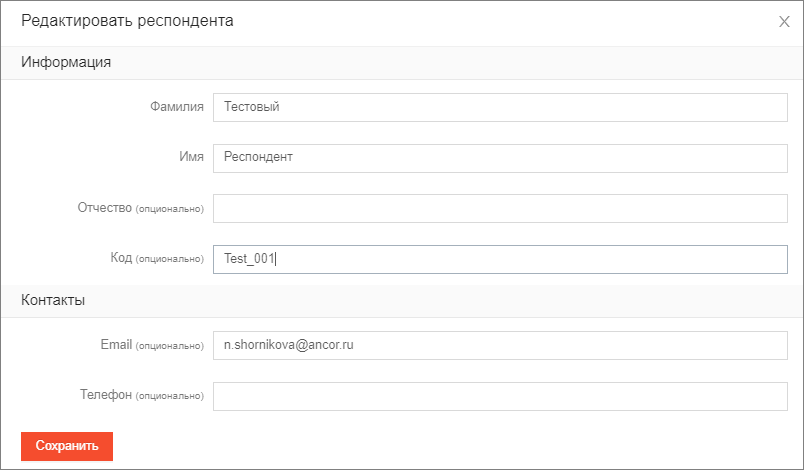 Редактировать респондента
Информация
Фамилия Тестовый
Имя Респондент
Отчество (опционально)
Код (опционально) Test_001
Контакты
Email (опционально) n.shornikova@ancor.ru
Телефон (опционально)
Сохранить